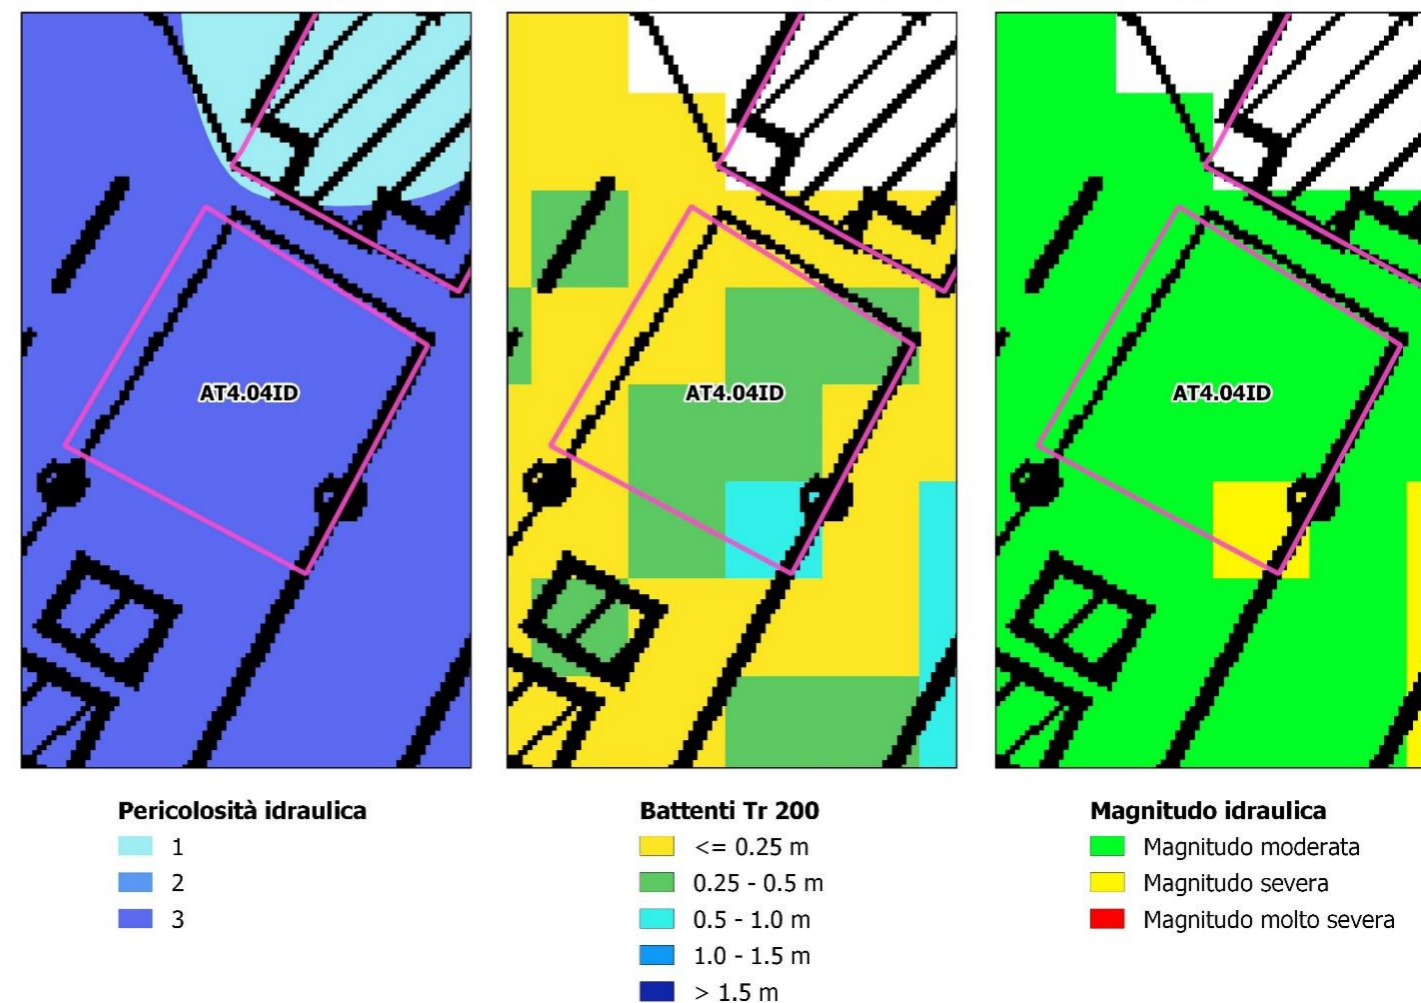 AT4.04ID
AT4.04ID
AT4.04ID
Pericolosità idraulica
1
2
3
Battenti Tr 200
<= 0.25 m
0.25 - 0.5 m
0.5 - 1.0 m
1.0 - 1.5 m
> 1.5 m
Magnitudo idraulica
Magnitudo moderata
Magnitudo severa
Magnitudo molto severa